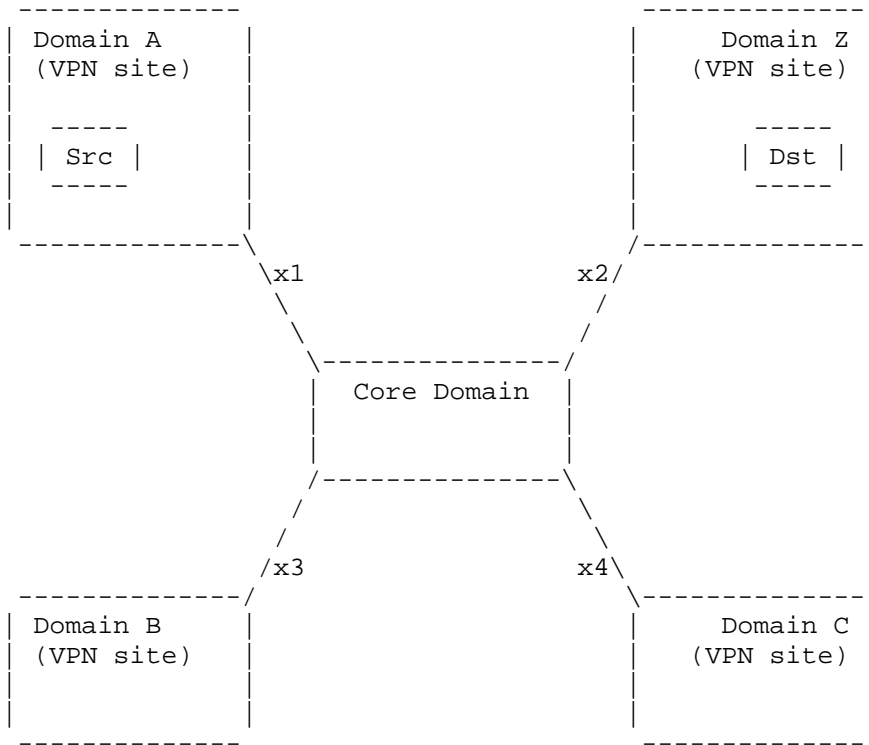 Domain A
Domain Z
(VPN site)
(VPN site)
Src
Dst
x1
x2
Core Domain
x3
x4
Domain B
Domain C
(VPN site)
(VPN site)